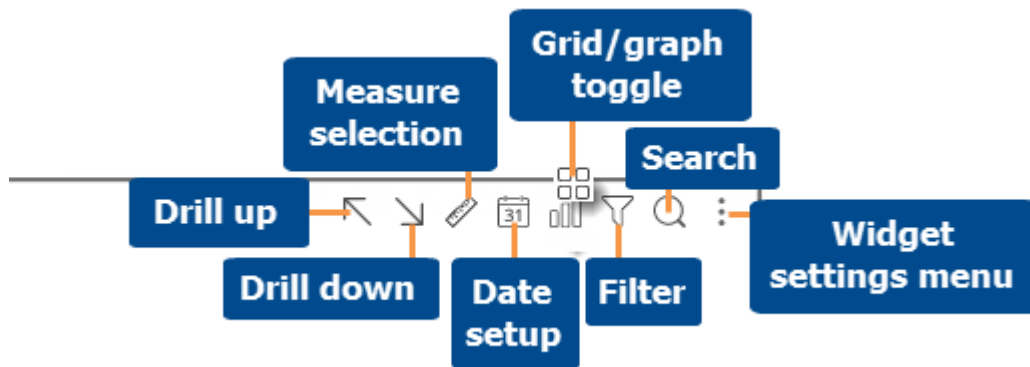 Grid/graph
toggle
Measure
selection
Search
Drill up
31
Widget
settings menu
Drill down
Date
setup
Filter